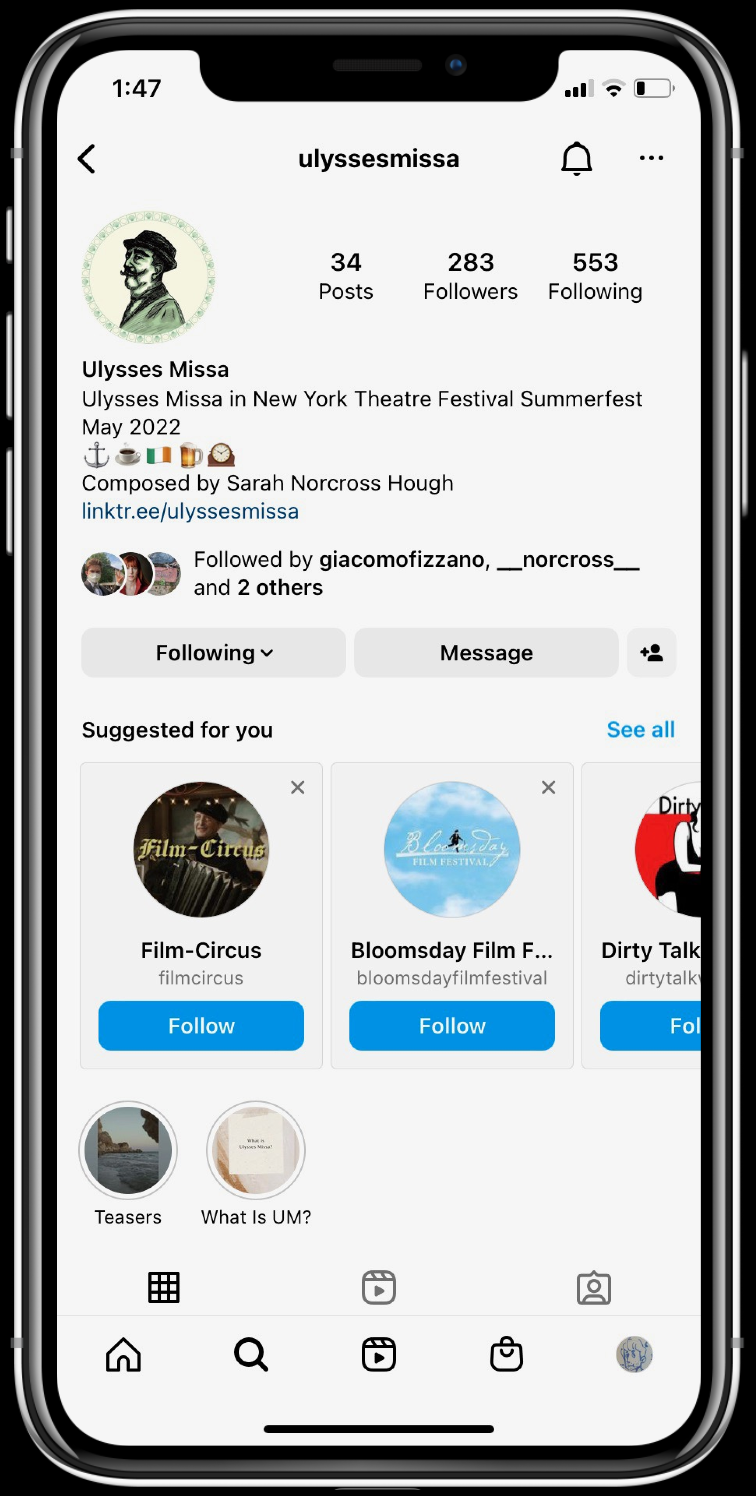 1:47
ulyssesmissa
34
283
553
Posts
Followers
Following
Ulysses Missa
Ulysses Missa in New York Theatre Festival Summerfest
May 2022
⚓☕🇮🇪🍺🕰️
Composed by Sarah Norcross Hough
linktr.ee/ulyssesmissa
Followed by giacomofizzano, __norcross__
and 2 others
Following
Message
Suggested for you
See all
Film-Circus
Bloomsday
FILM FESTIVAL
Dirty
Film-Circus
Bloomsday Film F...
Dirty Talk
filmcircus
bloomsdayfilmfestival
dirtytalk
Follow
Follow
Fol
What is
Ulysses Missa?
Teasers
What Is UM?